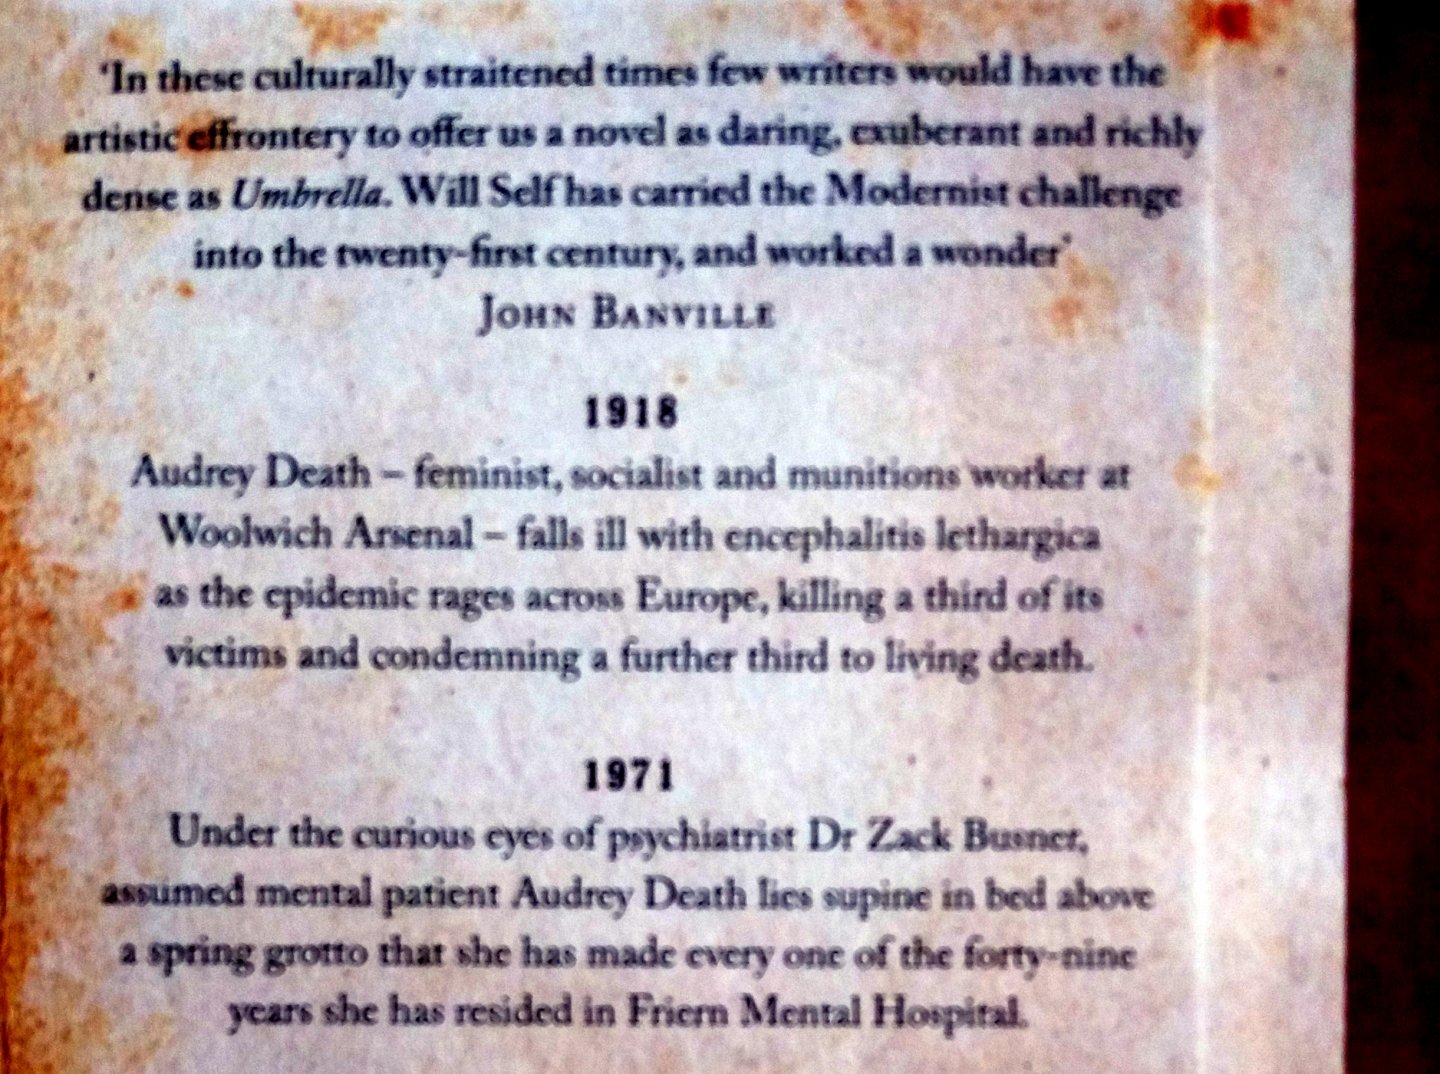 ‘In these culturally straitened times few writers would have the
artistic effrontery to offer us a novel as daring, exuberant and richly
dense as Umbrella. Will Self has carried the Modernist challenge
into the twenty-first century, and worked a wonder’
JOHN BANVILLE
1918
Audrey Death – feminist, socialist and munitions worker at
Woolwich Arsenal – falls ill with encephalitis lethargica
as the epidemic rages across Europe, killing a third of its
victims and condemning a further third to living death.
1971
Under the curious eyes of psychiatrist Dr Zack Busner,
assumed mental patient Audrey Death lies supine in bed above
a spring grotto that she has made every one of the forty-nine
years she has resided in Friern Mental Hospital.